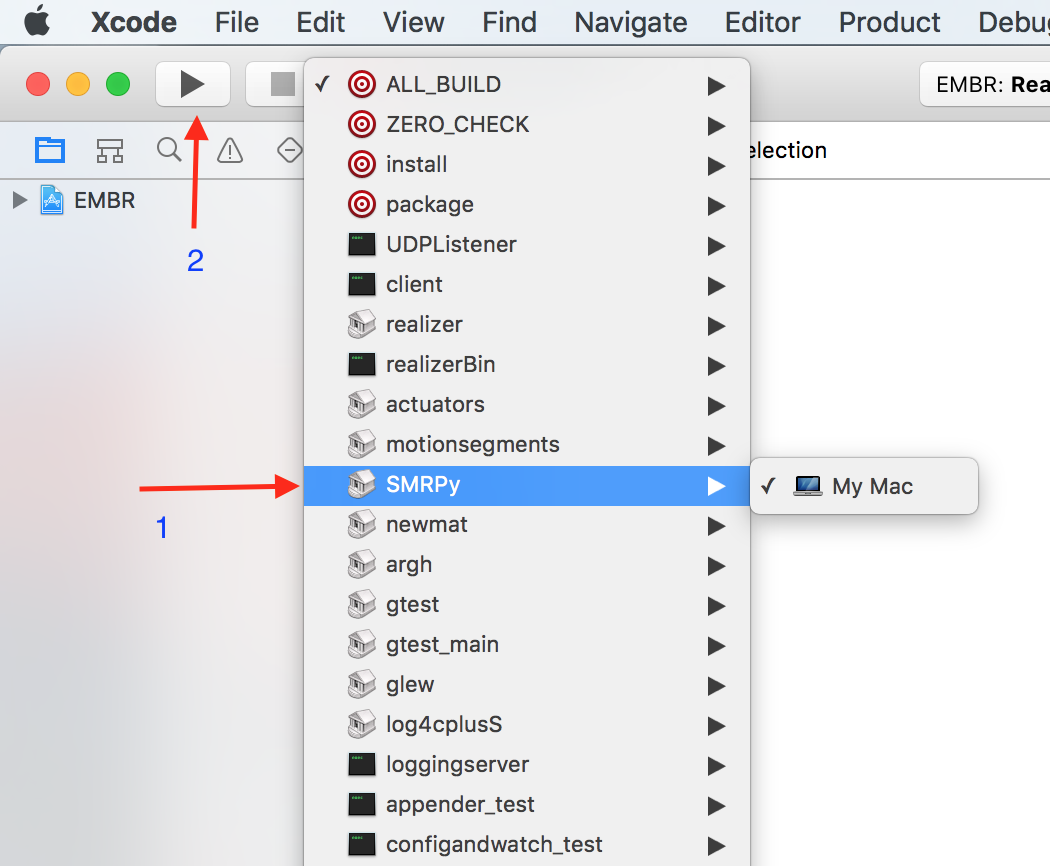 Xcode File Edit View Find Navigate Editor Product Debug
EMBR: Rea
election
EMBR
ALL_BUILD
ZERO_CHECK
install
package
UDPListener
client
realizer
realizerBin
actuators
motionsegments
SMRPy
My Mac
newmat
argh
gtest
gtest_main
glew
log4cplusS
loggingserver
appender_test
configandwatch_test
2
1